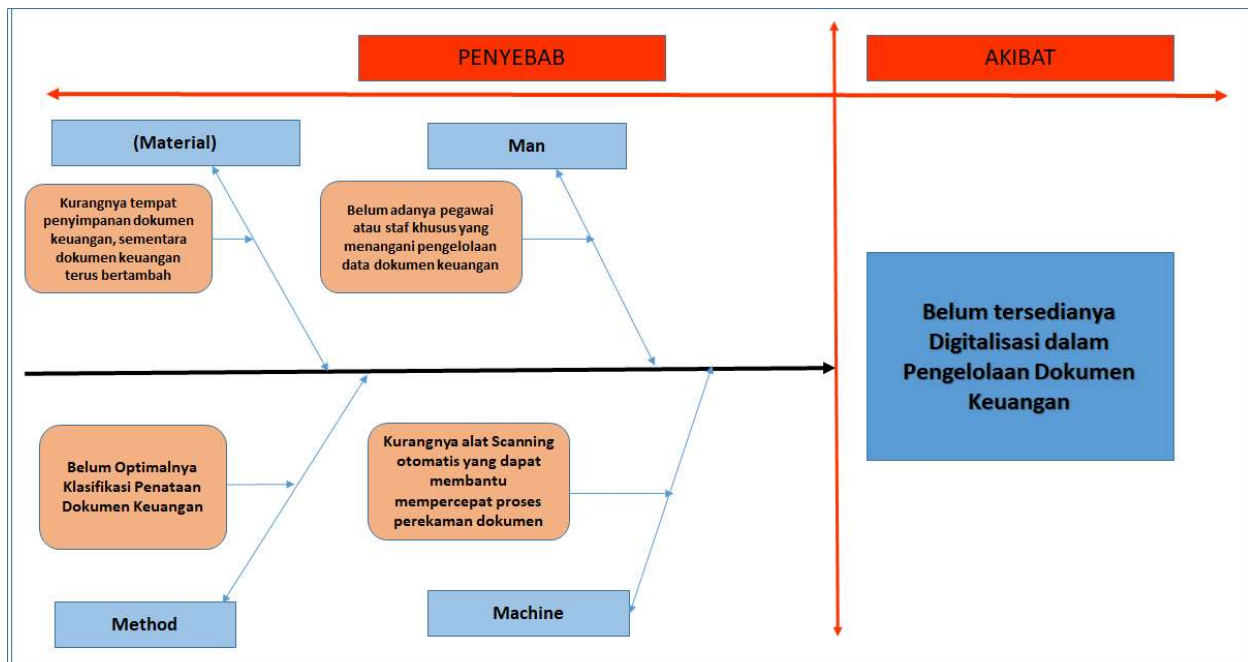 PENYEBAB
AKIBAT
(Material)
Man
Kurangnya tempat
penyimpanan dokumen
keuangan, sementara
dokumen keuangan
terus bertambah
Belum adanya pegawai
atau staf khusus yang
menangani pengelolaan
data dokumen keuangan
Belum tersedianya
Digitalisasi dalam
Pengelolaan Dokumen
Keuangan
Belum Optimalnya
Klasifikasi Penataan
Dokumen Keuangan
Kurangnya alat Scanning
otomatis yang dapat
membantu
mempercepat proses
perekaman dokumen
Method
Machine